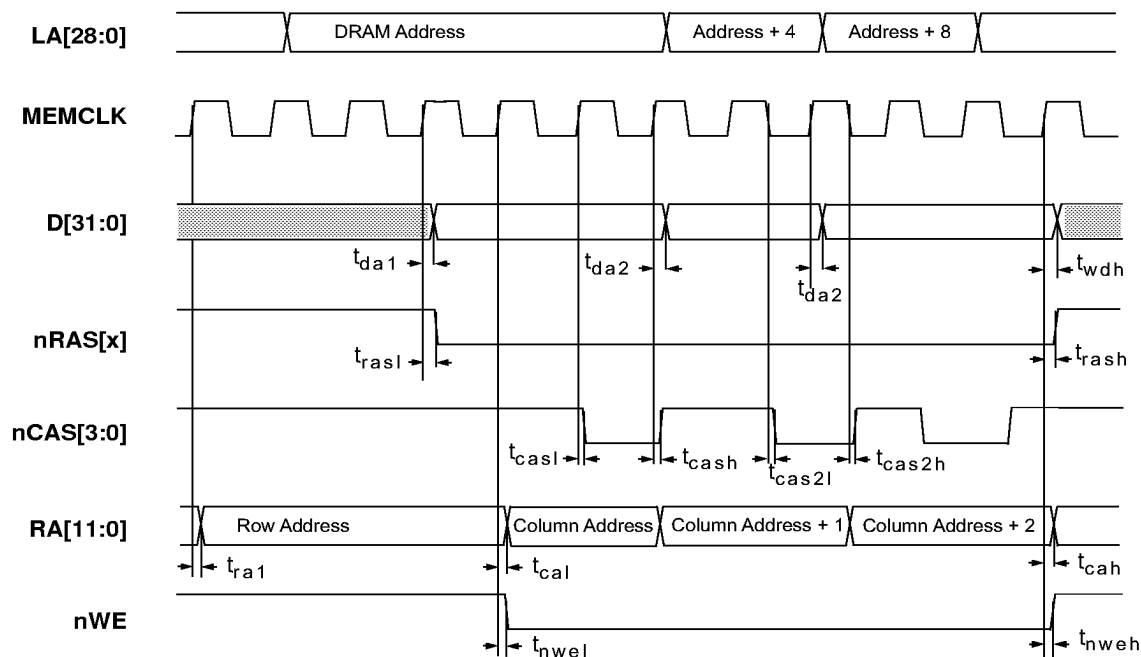 LA[28:0] DRAM Address Address + 4 Address + 8
MEMCLK
D[31:0]
tda1 tda2 tda2 twdh
nRAS[x]
trasl trash
nCAS[3:0]
tcasl tcash tcas2l tcas2h
RA[11:0] Row Address Column Address Column Address + 1 Column Address + 2
tra1 tcal tcah
nWE
tnwel tnweh